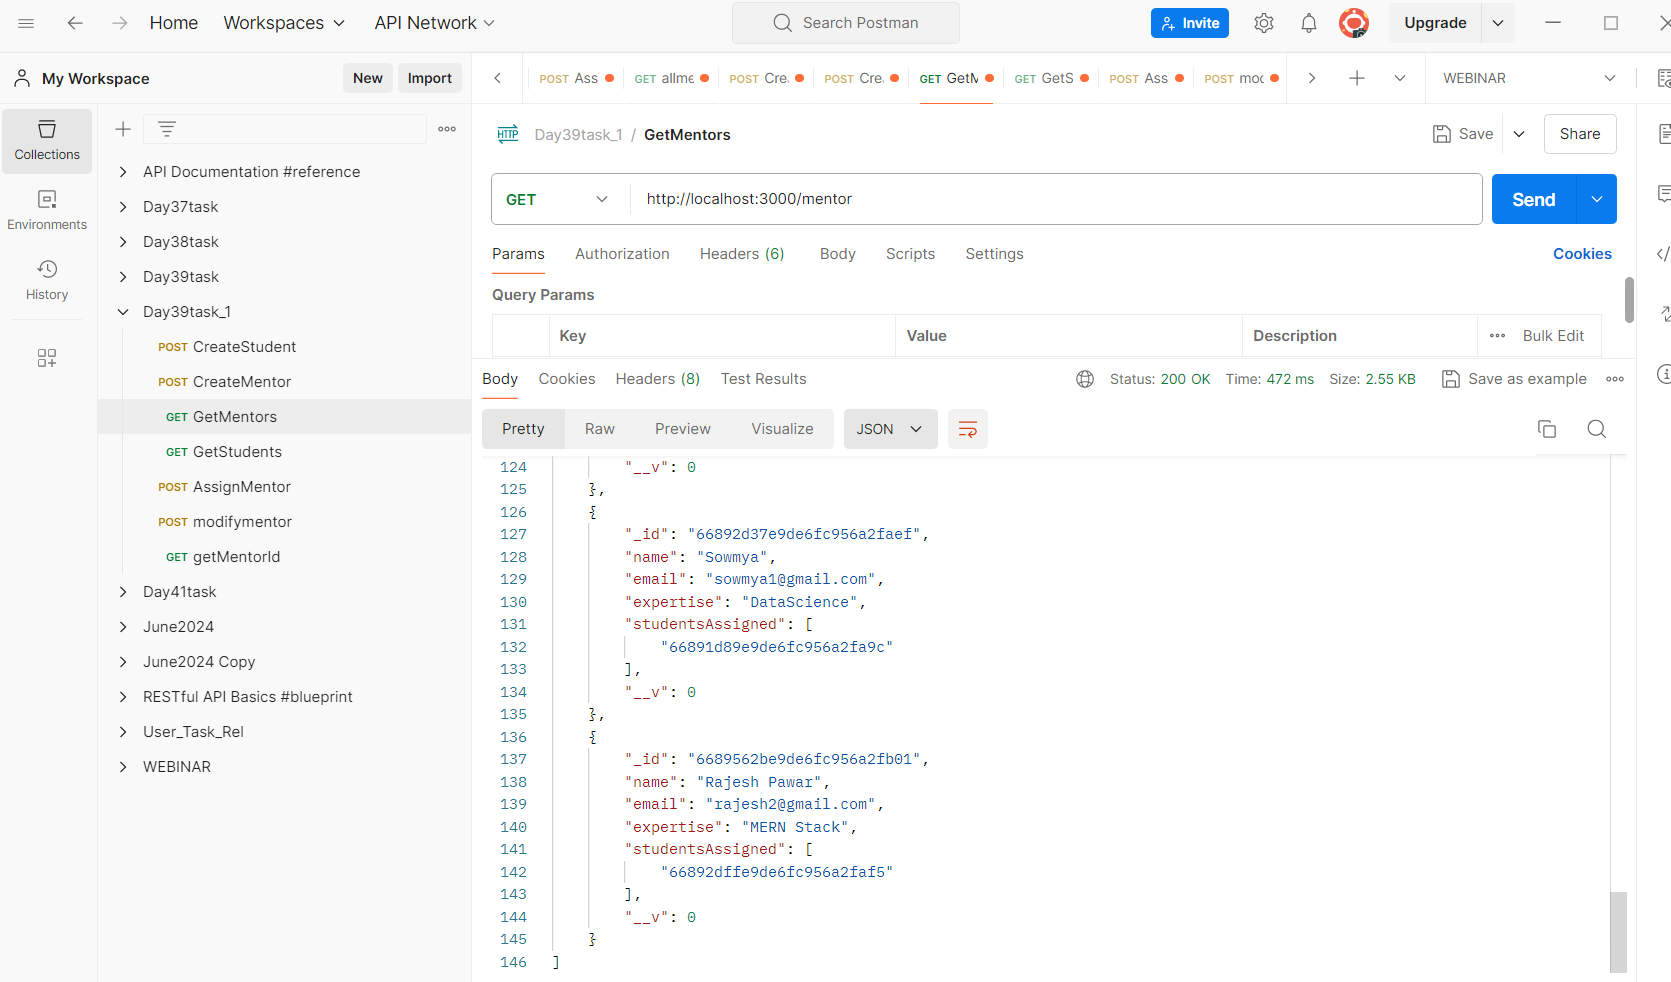 Home Workspaces API Network Search Postman Invite Upgrade
My Workspace New Import
POST Ass GET allme POST Cre POST Cre GET GetM GET GetS POST Ass POST moc WEBINAR
Collections
Environments
History
API Documentation #reference
Day37task
Day38task
Day39task
Day39task_1
POST CreateStudent
POST CreateMentor
GET GetMentors
GET GetStudents
POST AssignMentor
POST modifymentor
GET getMentorId
Day41task
June2024
June2024 Copy
RESTful API Basics #blueprint
User_Task_Rel
WEBINAR
HTTP Day39task_1 / GetMentors Save Share
GET http://localhost:3000/mentor Send
Params Authorization Headers (6) Body Scripts Settings Cookies
Query Params
Key Value Description Bulk Edit
Body Cookies Headers (8) Test Results Status: 200 OK Time: 472 ms Size: 2.55 KB Save as example
Pretty Raw Preview Visualize JSON
124 "__v": 0
125 },
126 {
127 "_id": "66892d37e9de6fc956a2faef",
128 "name": "Sowmya",
129 "email": "sowmya1@gmail.com",
130 "expertise": "DataScience",
131 "studentsAssigned": [
132 "66891d89e9de6fc956a2fa9c"
133 ],
134 "__v": 0
135 },
136 {
137 "_id": "6689562be9de6fc956a2fb01",
138 "name": "Rajesh Pawar",
139 "email": "rajesh2@gmail.com",
140 "expertise": "MERN Stack",
141 "studentsAssigned": [
142 "66892dffe9de6fc956a2faf5"
143 ],
144 "__v": 0
145 }
146 ]